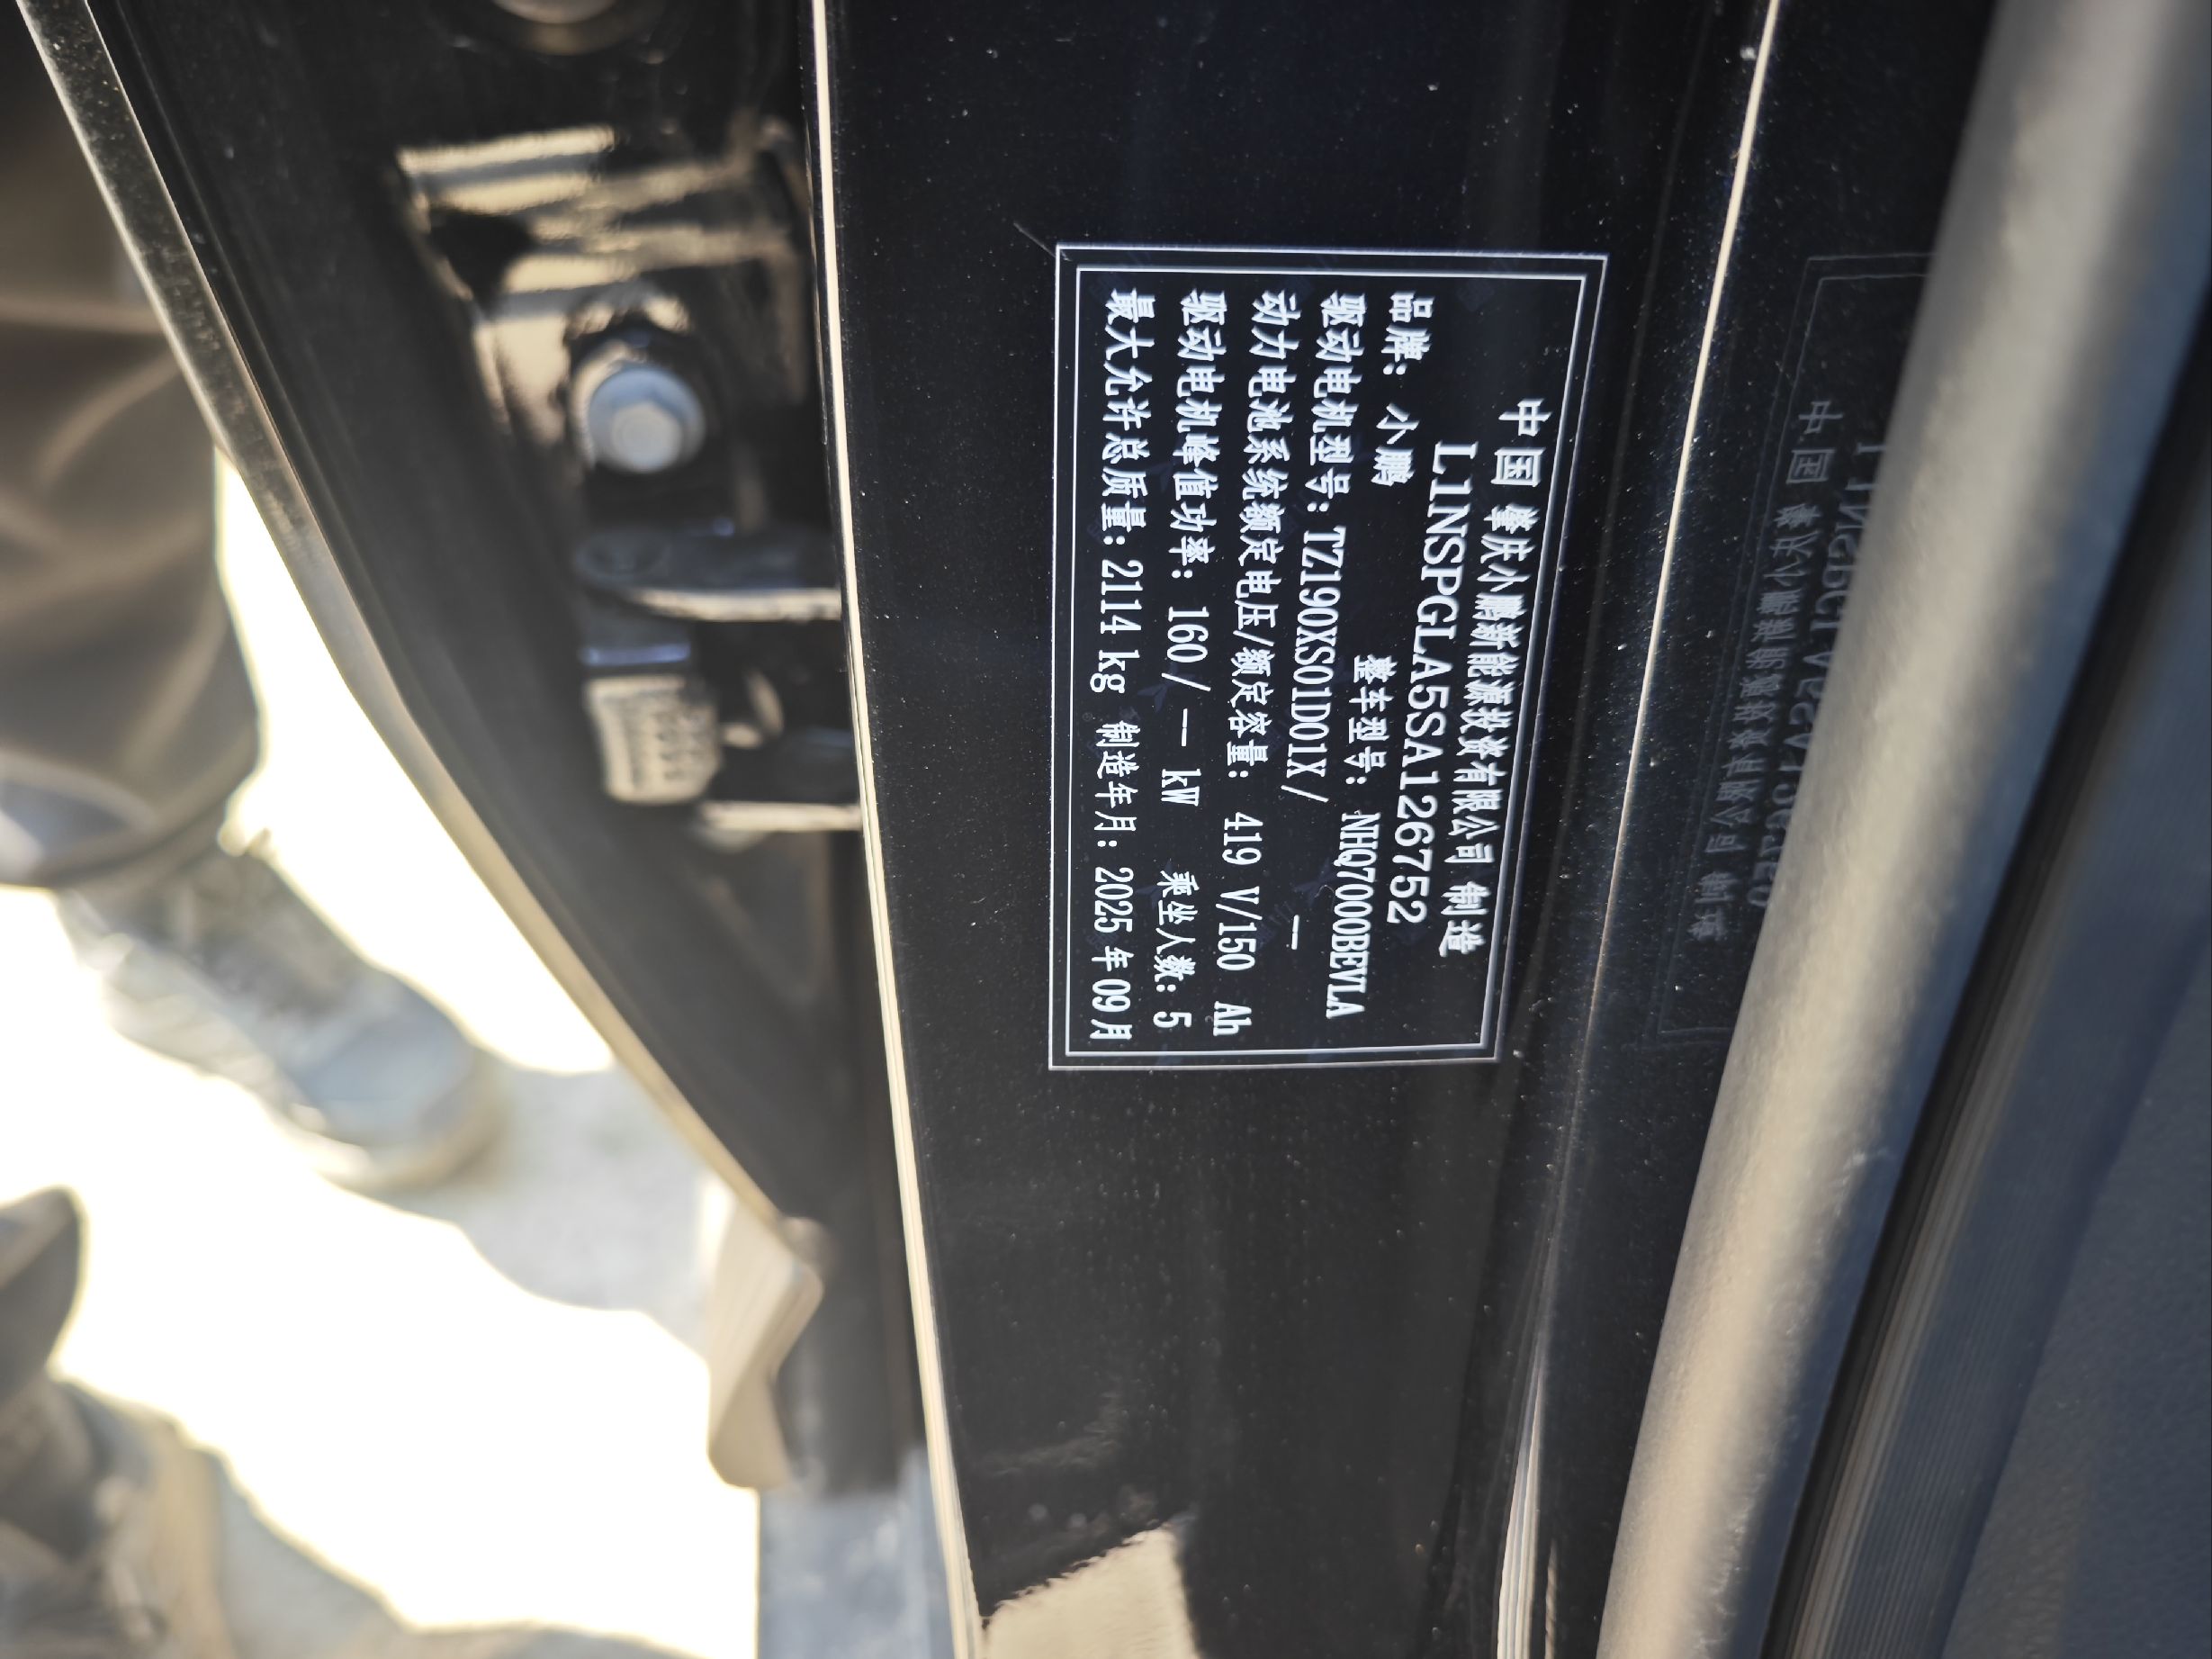 中国 肇庆小鹏新能源投资有限公司 制造
L1NSPGLA5SA126752
品牌: 小鹏 整车型号: NHQ7000BEVLA
驱动电机型号: TZ190XS01D01X / —
动力电池系统额定电压/额定容量: 419 V/150 Ah
驱动电机峰值功率: 160 / — kW 乘坐人数: 5
最大允许总质量: 2114 kg 制造年月: 2025 年 09 月